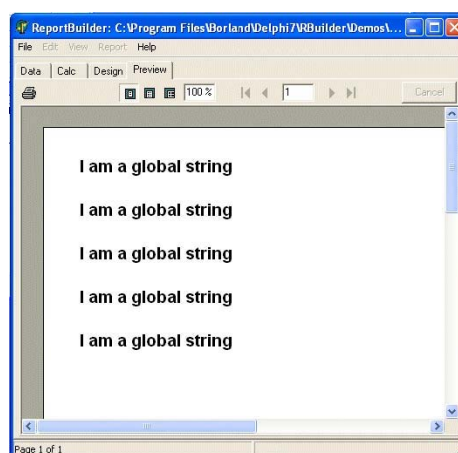 ReportBuilder: C:\Program Files\Borland\Delphi7\RBuilder\Demos\...
File Edit View Report Help
Data Calc Design Preview
100 % 1 Cancel
I am a global string
I am a global string
I am a global string
I am a global string
I am a global string
Page 1 of 1